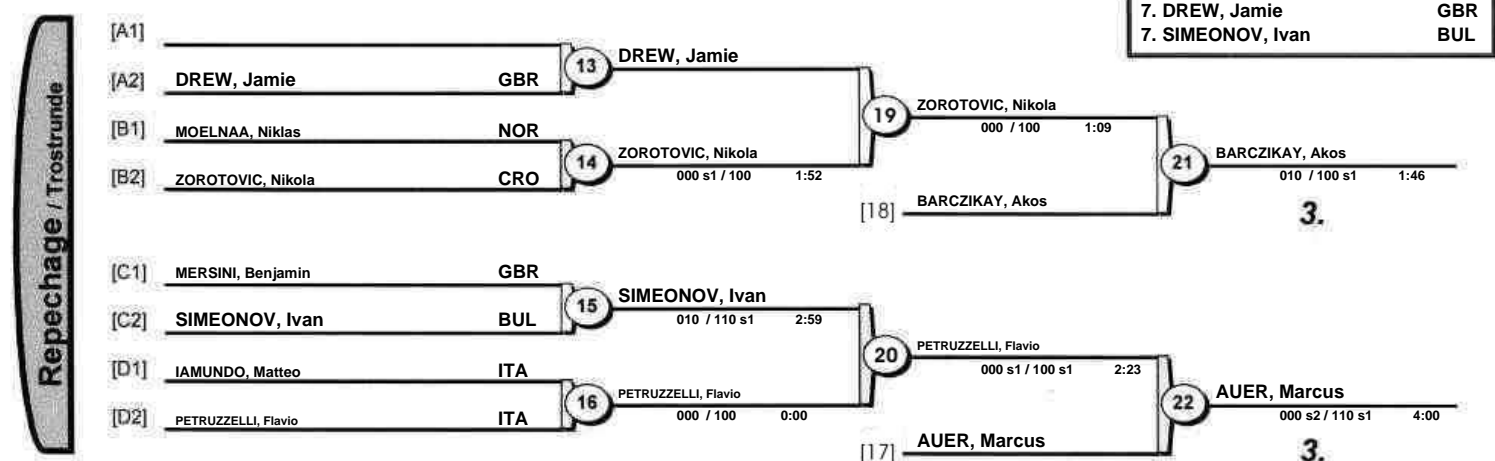 7. DREW, Jamie GBR
7. SIMEONOV, Ivan BUL
Repechage / Trostrunde
[A1]
[A2] DREW, Jamie GBR
13 DREW, Jamie
[B1] MOELNAA, Niklas NOR
[B2] ZOROTOVIC, Nikola CRO
14 ZOROTOVIC, Nikola
000 s1 / 100 1:52
19 ZOROTOVIC, Nikola
000 / 100 1:09
[18] BARCZIKAY, Akos
21 BARCZIKAY, Akos
010 / 100 s1 1:46
3.
[C1] MERSINI, Benjamin GBR
[C2] SIMEONOV, Ivan BUL
15 SIMEONOV, Ivan
010 / 110 s1 2:59
[D1] IAMUNDO, Matteo ITA
[D2] PETRUZZELLI, Flavio ITA
16 PETRUZZELLI, Flavio
000 / 100 0:00
20 PETRUZZELLI, Flavio
000 s1 / 100 s1 2:23
[17] AUER, Marcus
22 AUER, Marcus
000 s2 / 110 s1 4:00
3.